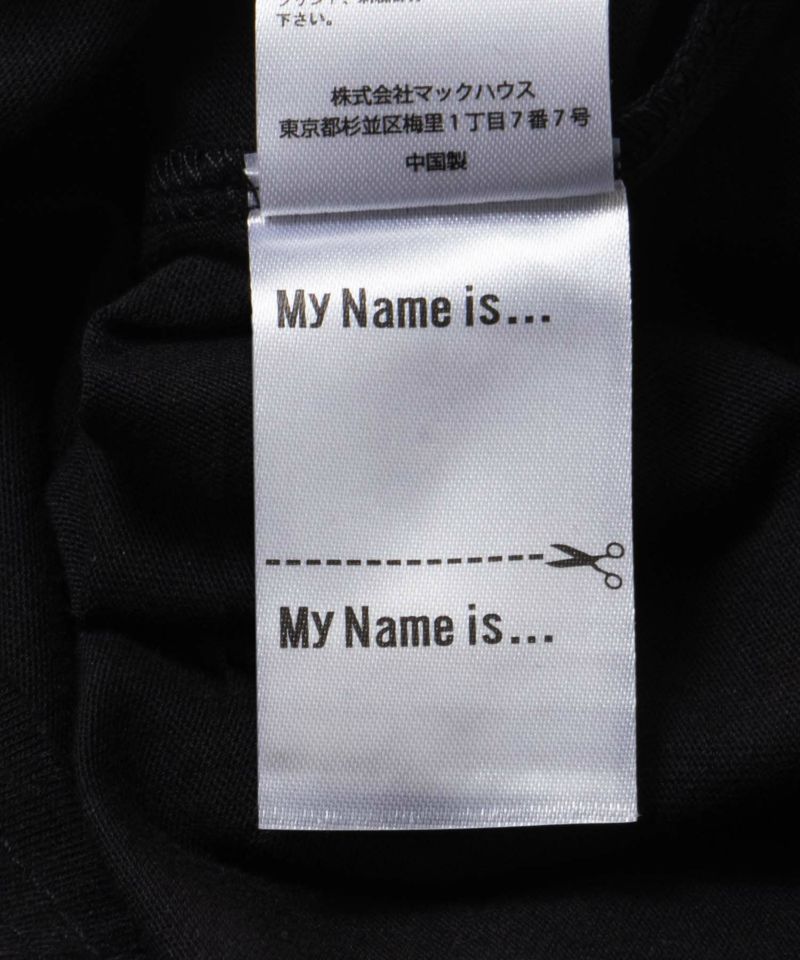 下さい。
株式会社マックハウス
東京都杉並区梅里1丁目7番7号
中国製
My Name is...
My Name is...